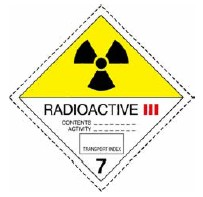 RADIOACTIVE III
CONTENTS
ACTIVITY
TRANSPORT INDEX
7